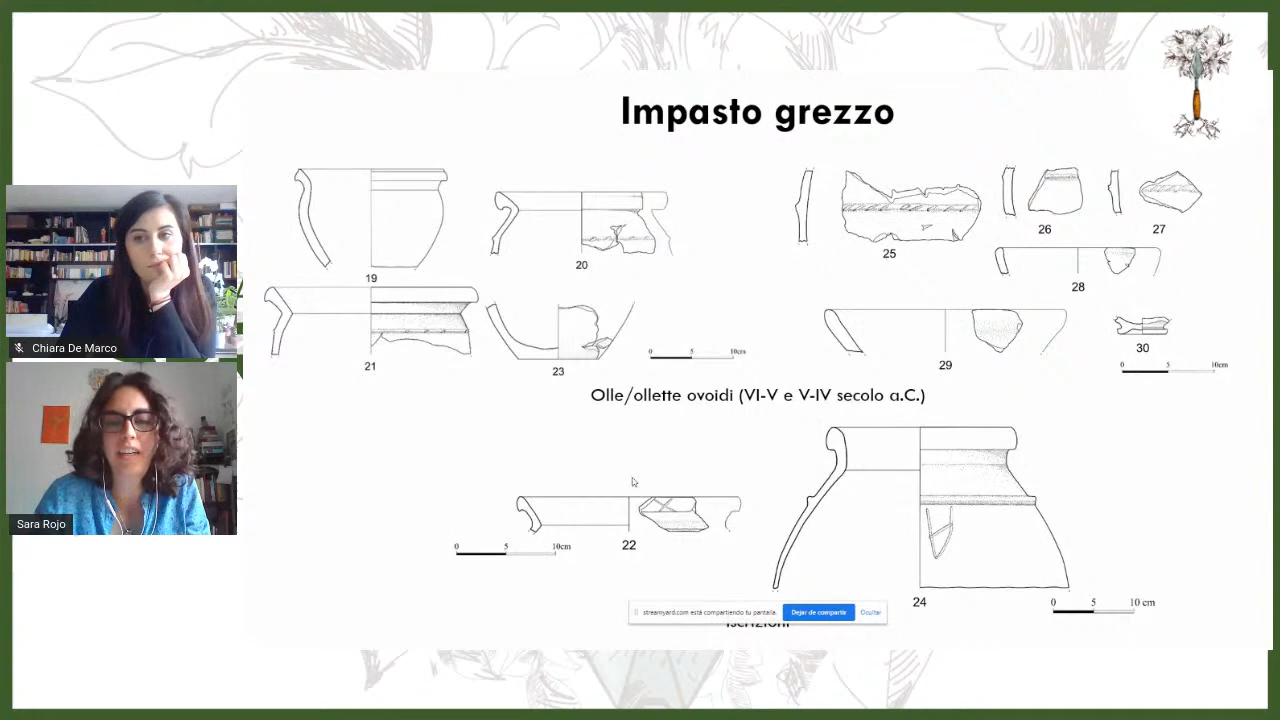 Impasto grezzo
19
20
25
26
27
28
21
23
0 5 10cm
29
30
0 5 10cm
Olle/ollette ovoidi (VI-V e V-IV secolo a.C.)
22
0 5 10cm
24
0 5 10 cm
streamyard.com está compartiendo tu pantalla.
Dejar de compartir
Ocultar
Iscrizioni
Chiara De Marco
Sara Rojo